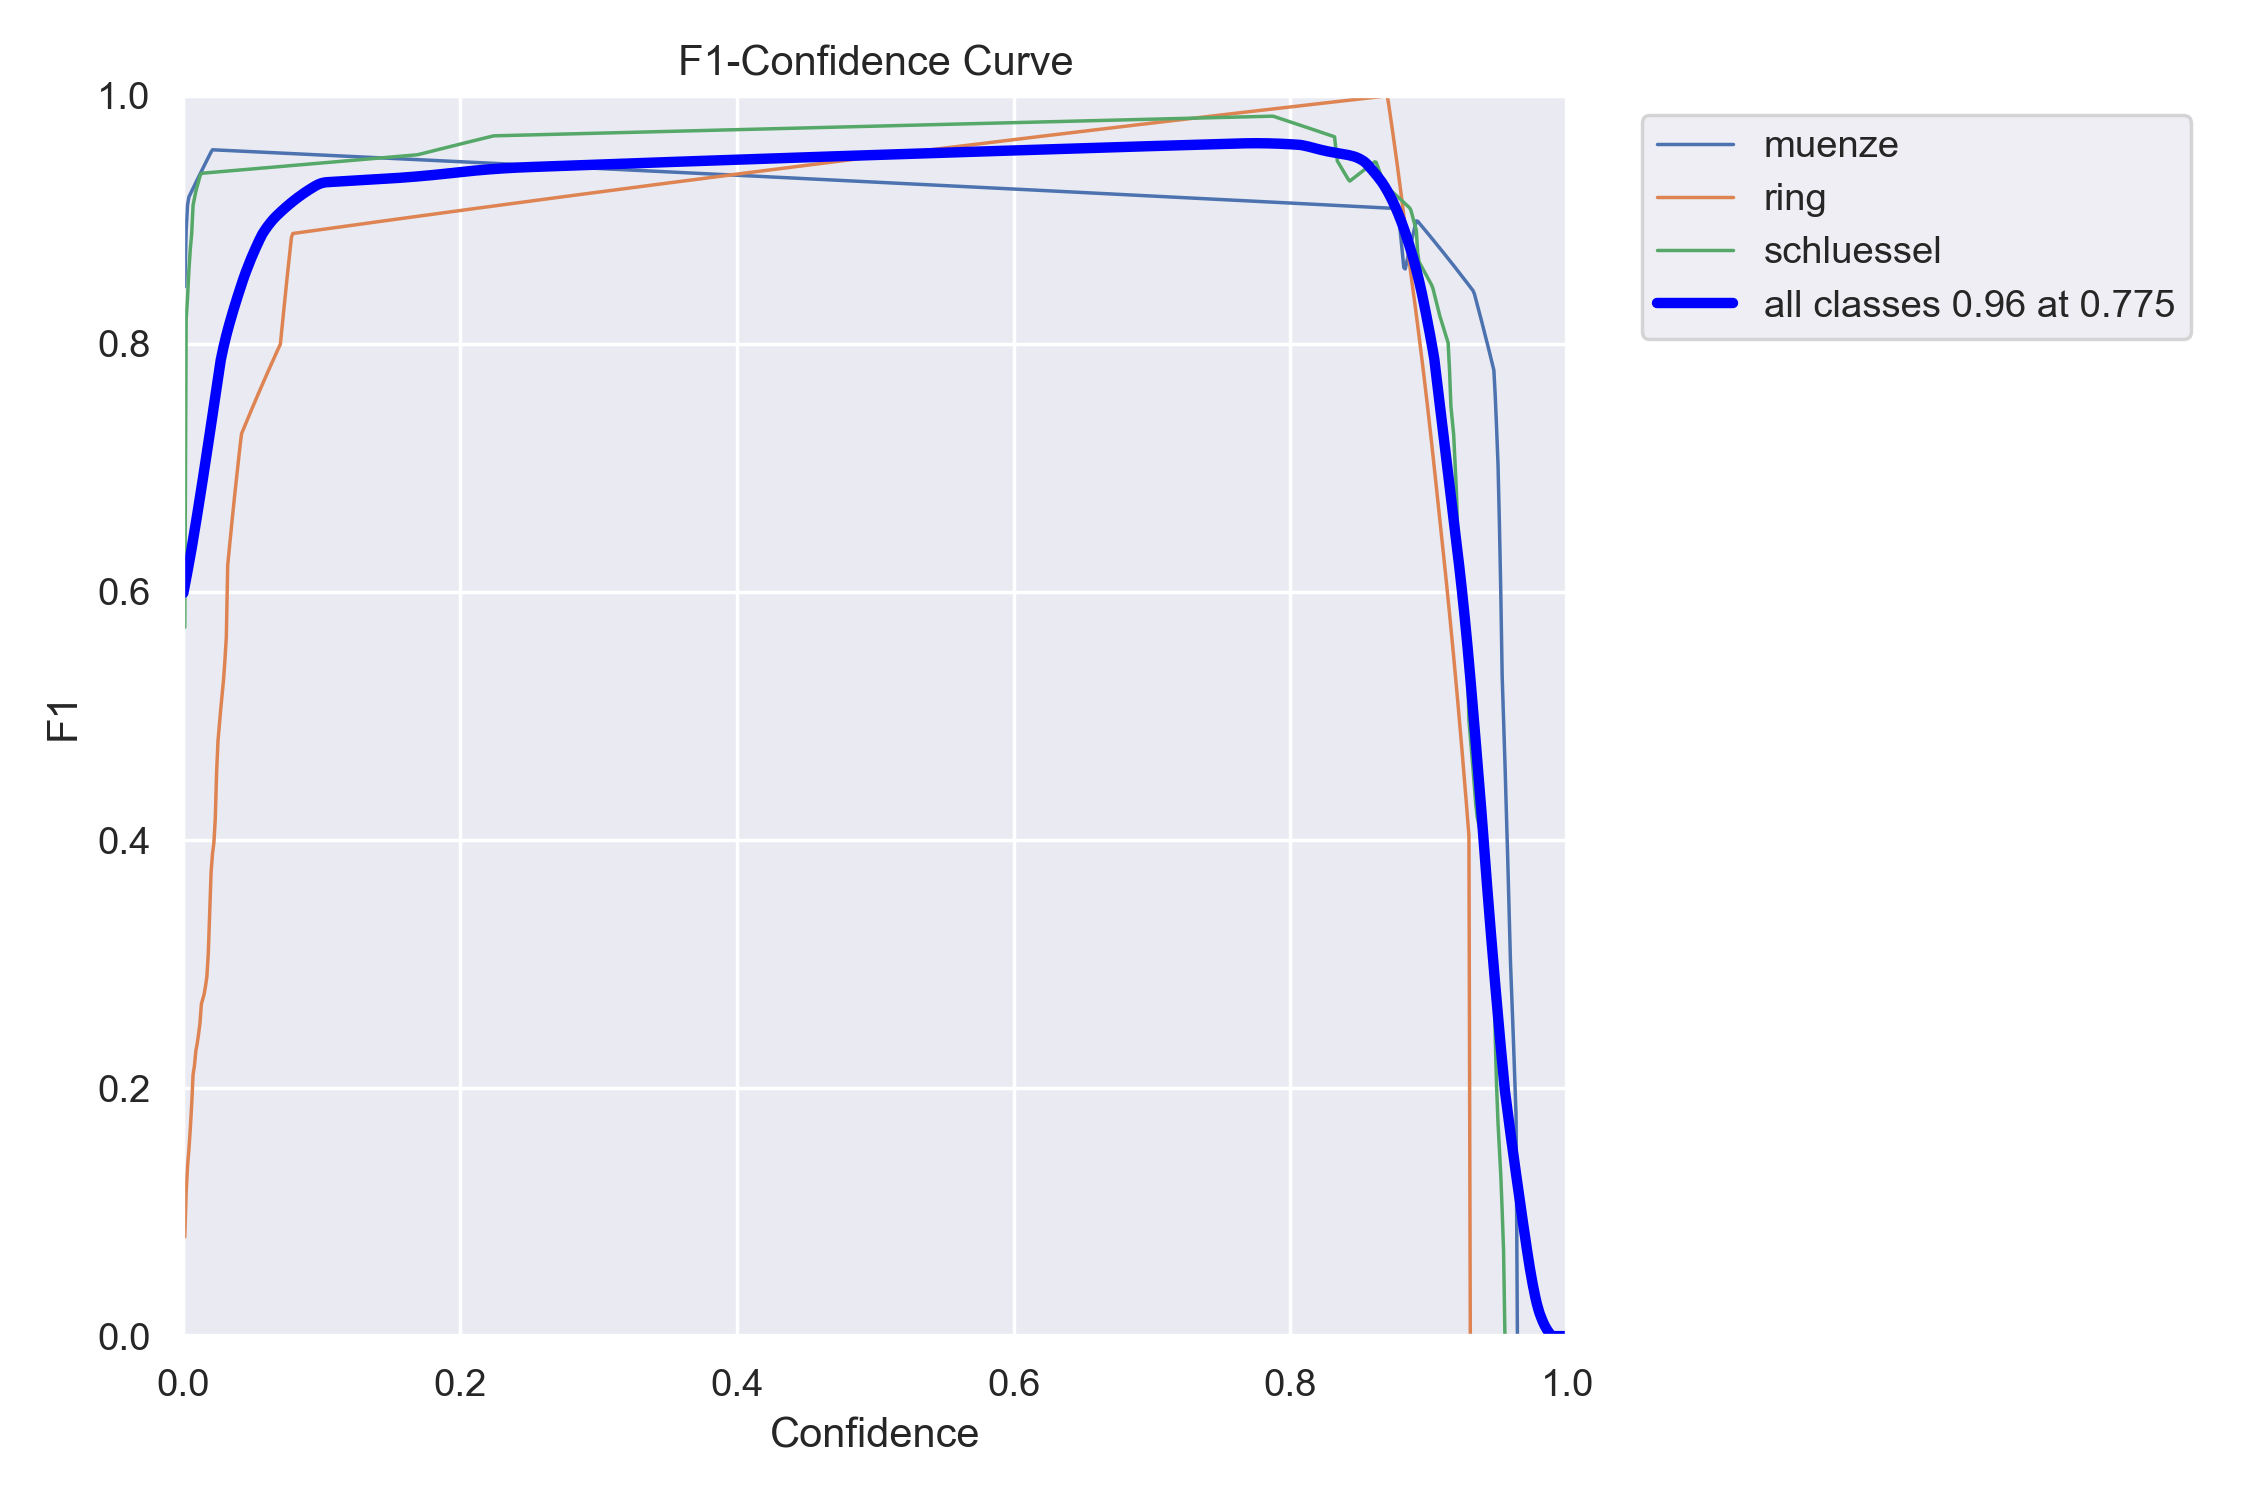 F1-Confidence Curve
1.0
0.8
0.6
0.4
0.2
0.0
F1
0.0 0.2 0.4 0.6 0.8 1.0
Confidence
muenze
ring
schluessel
all classes 0.96 at 0.775